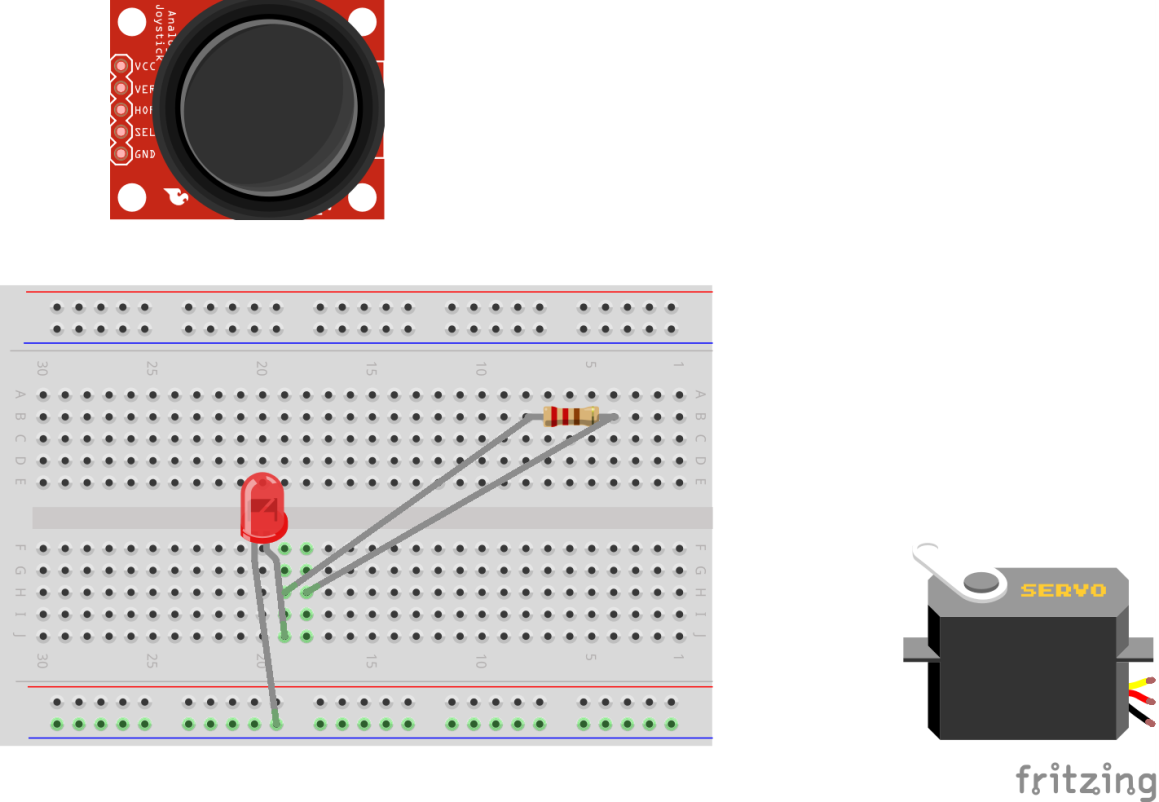 Analog
Joystick
VCC
VER
HOR
SEL
GND
30 25 20 15 10 5 1
A A
B B
C C
D D
E E
F F
G G
H H
I I
J J
30 25 20 15 10 5 1
SERVO
fritzing